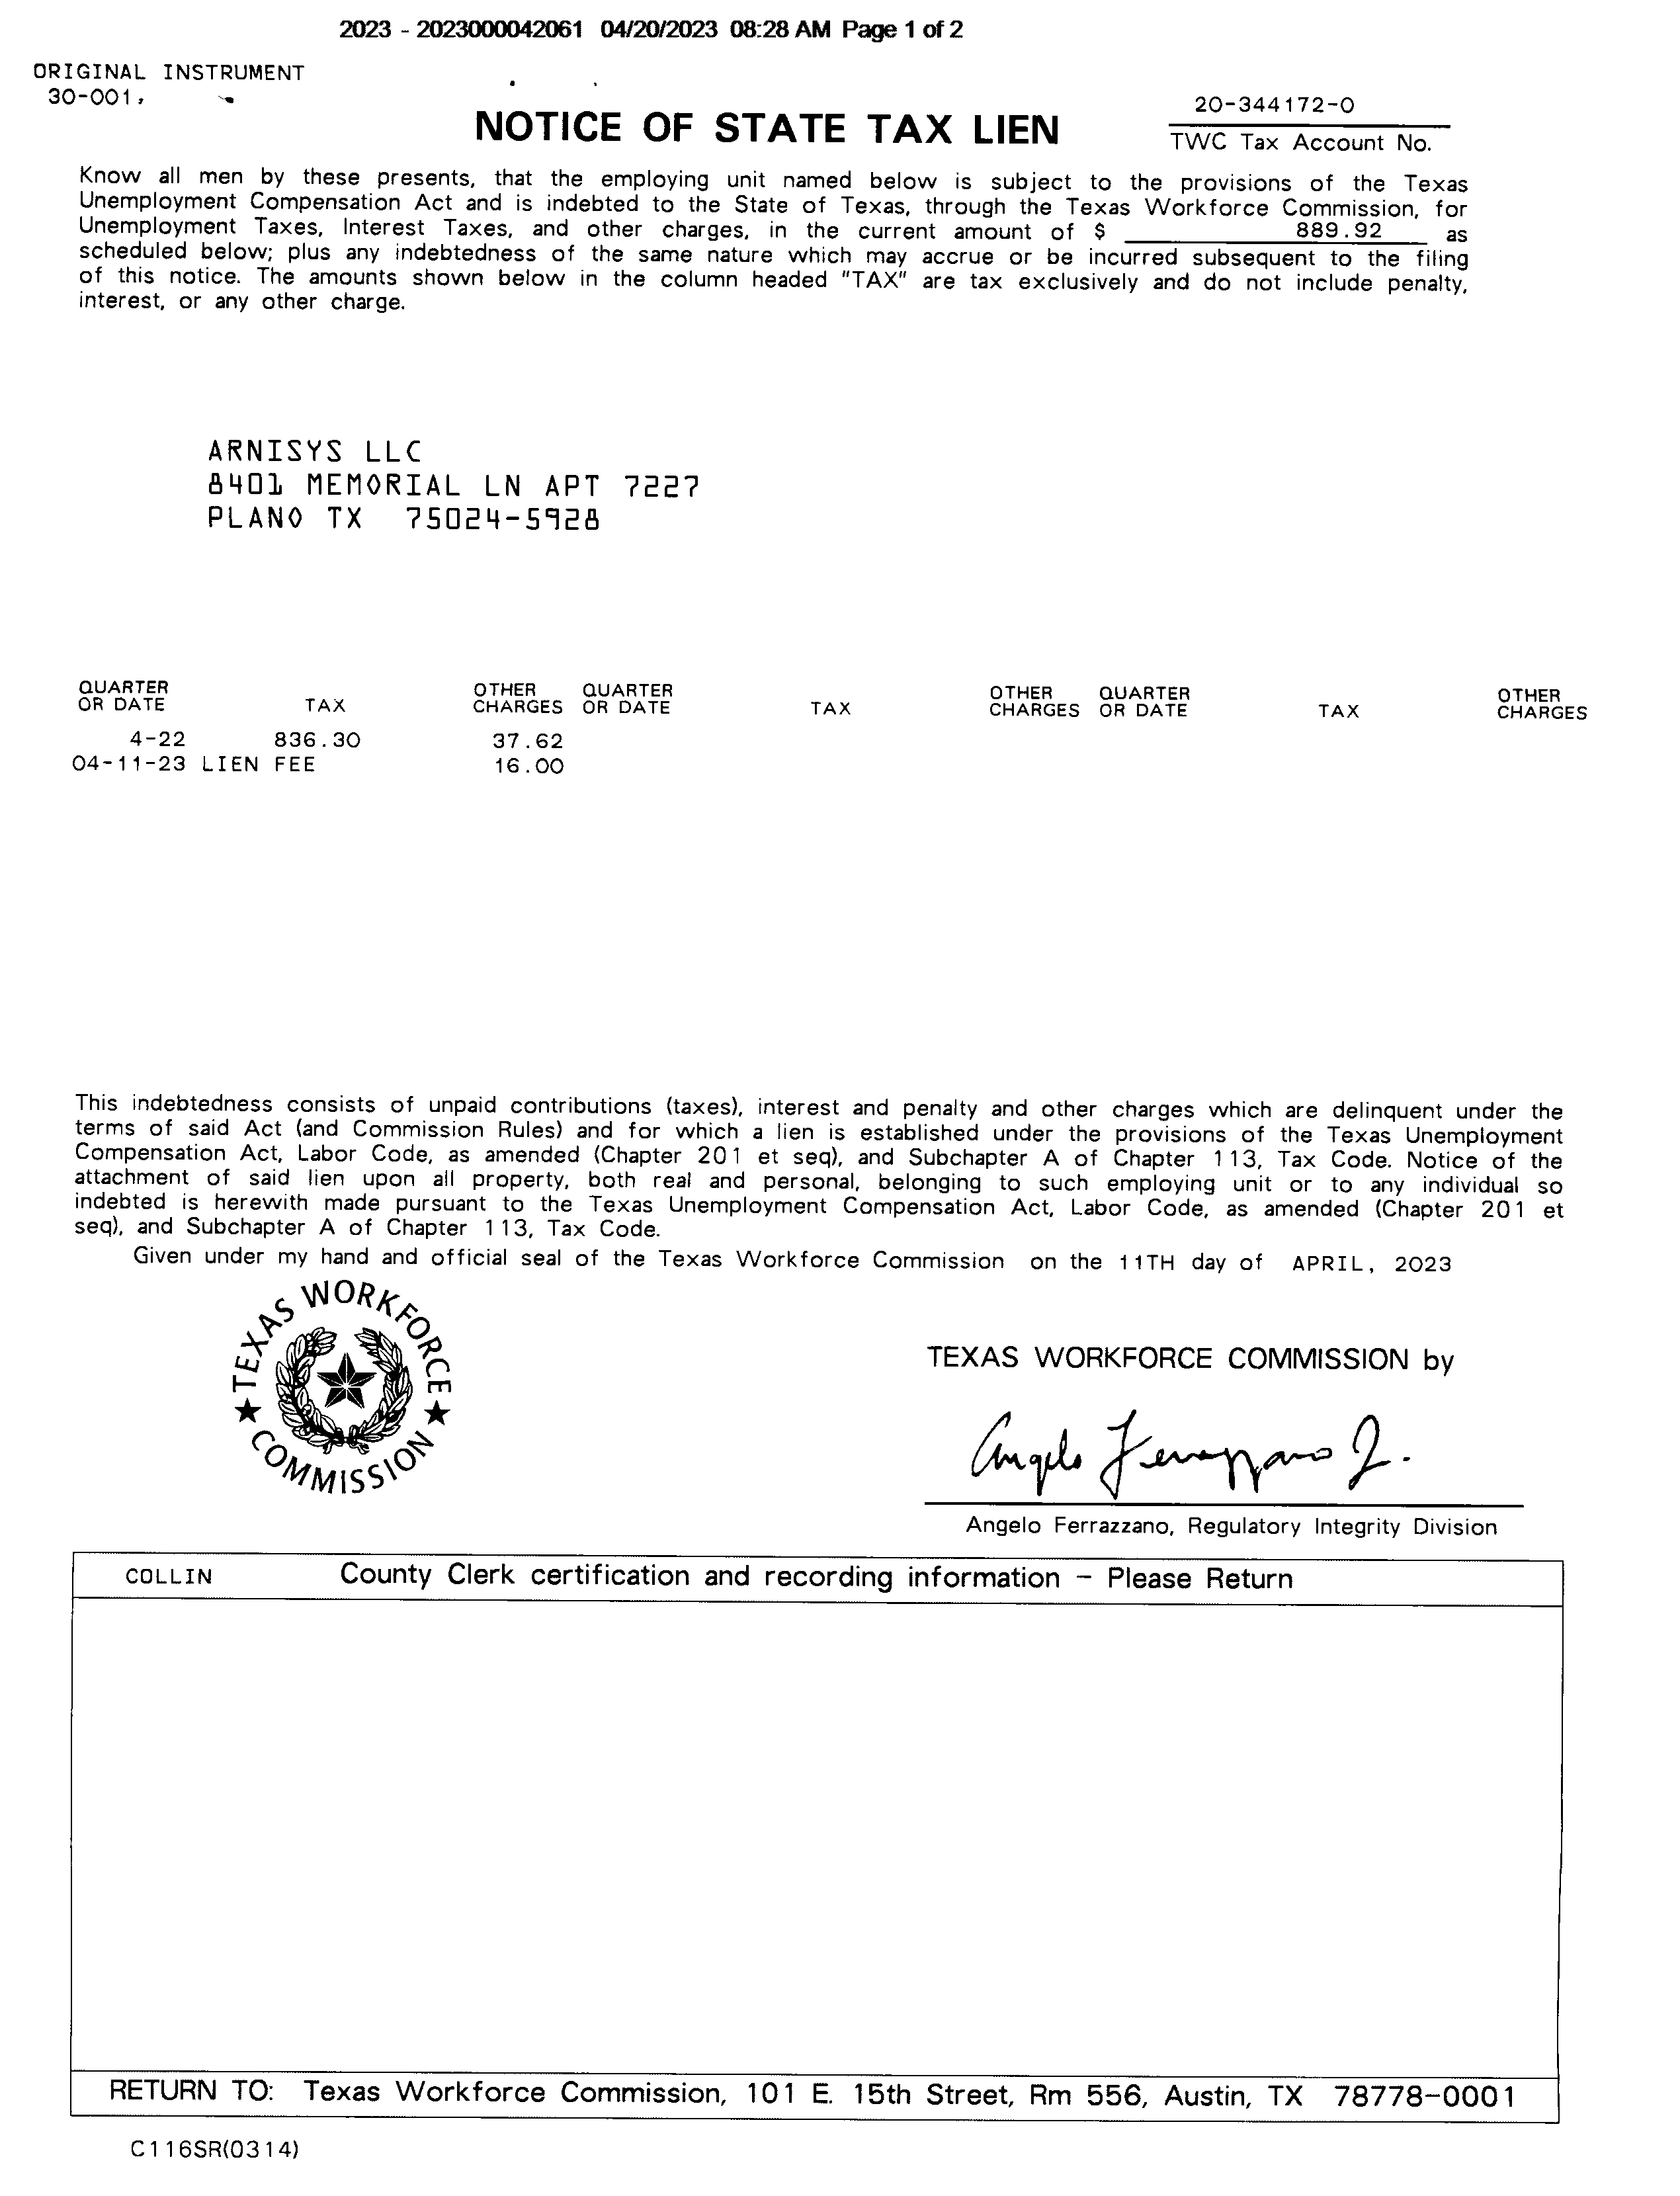 2023 - 2023000042061 04/20/2023 08:28 AM Page 1 of 2
ORIGINAL INSTRUMENT
30-001,
20-344172-0
NOTICE OF STATE TAX LIEN
TWC Tax Account No.
Know all men by these presents, that the employing unit named below is subject to the provisions of the Texas
Unemployment Compensation Act and is indebted to the State of Texas, through the Texas Workforce Commission, for
Unemployment Taxes, Interest Taxes, and other charges, in the current amount of $ 889.92 as
scheduled below; plus any indebtedness of the same nature which may accrue or be incurred subsequent to the filing
of this notice. The amounts shown below in the column headed "TAX" are tax exclusively and do not include penalty,
interest, or any other charge.
ARNISYS LLC
8401 MEMORIAL LN APT 7227
PLANO TX 75024-5928
QUARTER OTHER QUARTER OTHER QUARTER OTHER
OR DATE TAX CHARGES OR DATE TAX CHARGES OR DATE TAX CHARGES
4-22 836.30 37.62
04-11-23 LIEN FEE 16.00
This indebtedness consists of unpaid contributions (taxes), interest and penalty and other charges which are delinquent under the
terms of said Act (and Commission Rules) and for which a lien is established under the provisions of the Texas Unemployment
Compensation Act, Labor Code, as amended (Chapter 201 et seq), and Subchapter A of Chapter 113, Tax Code. Notice of the
attachment of said lien upon all property, both real and personal, belonging to such employing unit or to any individual so
indebted is herewith made pursuant to the Texas Unemployment Compensation Act, Labor Code, as amended (Chapter 201 et
seq), and Subchapter A of Chapter 113, Tax Code.
Given under my hand and official seal of the Texas Workforce Commission on the 11TH day of APRIL, 2023
TEXAS WORKFORCE
COMMISSION
TEXAS WORKFORCE COMMISSION by
Angelo Ferrazzano Jr.
Angelo Ferrazzano, Regulatory Integrity Division
COLLIN County Clerk certification and recording information - Please Return
RETURN TO: Texas Workforce Commission, 101 E. 15th Street, Rm 556, Austin, TX 78778-0001
C116SR(0314)